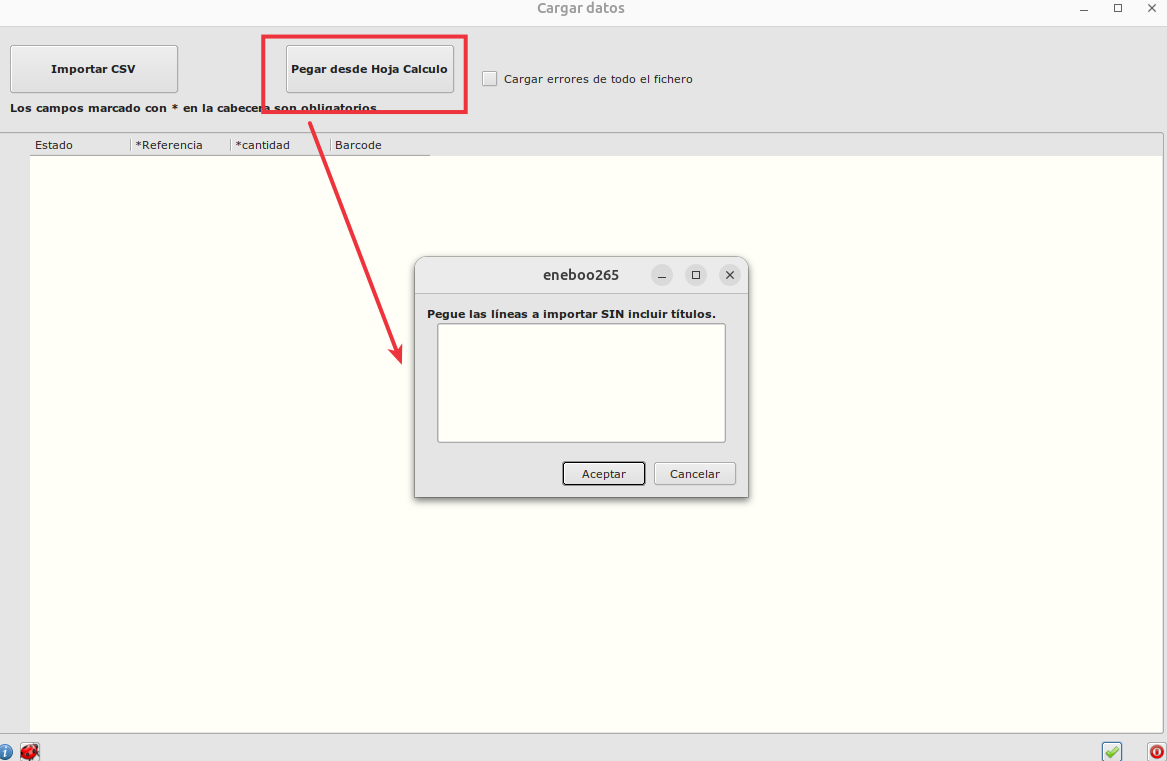 Cargar datos
Importar CSV
Pegar desde Hoja Calculo
Cargar errores de todo el fichero
Los campos marcado con * en la cabecera son obligatorios
Estado
*Referencia
*cantidad
Barcode
eneboo265
Pegue las líneas a importar SIN incluir títulos.
Aceptar
Cancelar